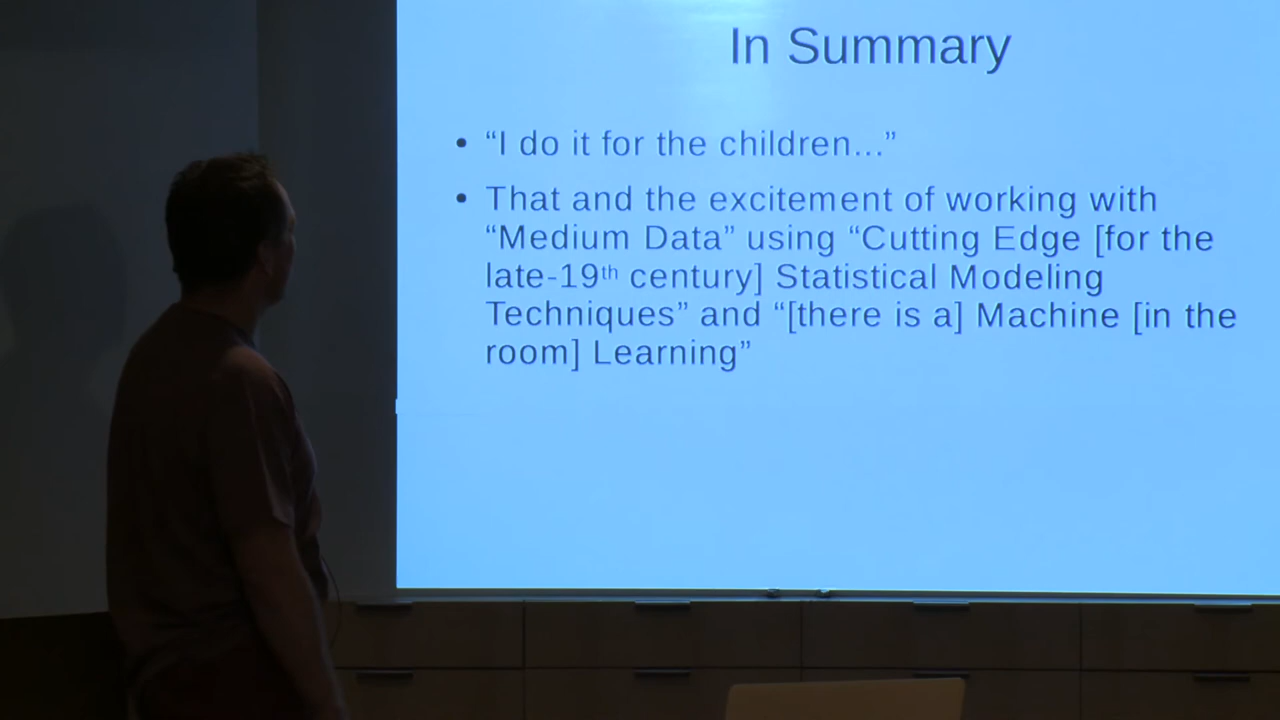 In Summary
• “I do it for the children...”
• That and the excitement of working with
“Medium Data” using “Cutting Edge [for the
late-19th century] Statistical Modeling
Techniques” and “[there is a] Machine [in the
room] Learning”